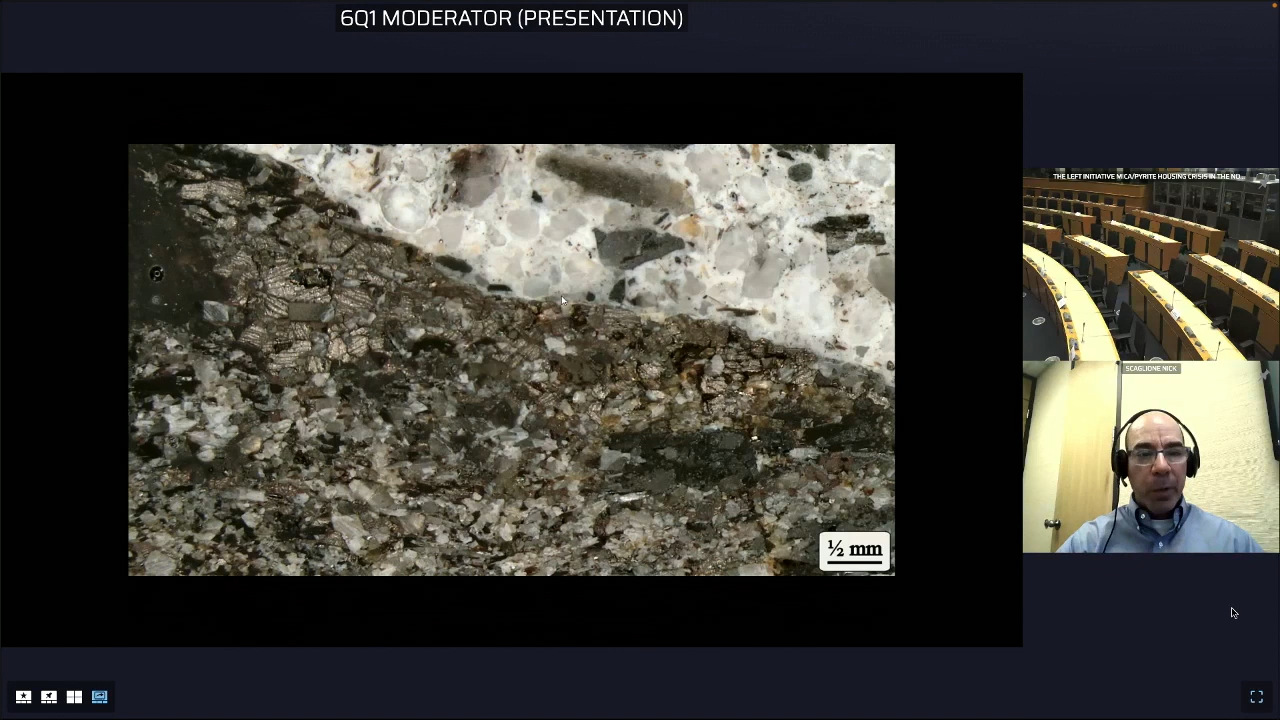 6Q1 MODERATOR (PRESENTATION)
THE LEFT INITIATIVE MICA/PYRITE HOUSING CRISIS IN THE NO...
SCAGLIONE NICK
½ mm